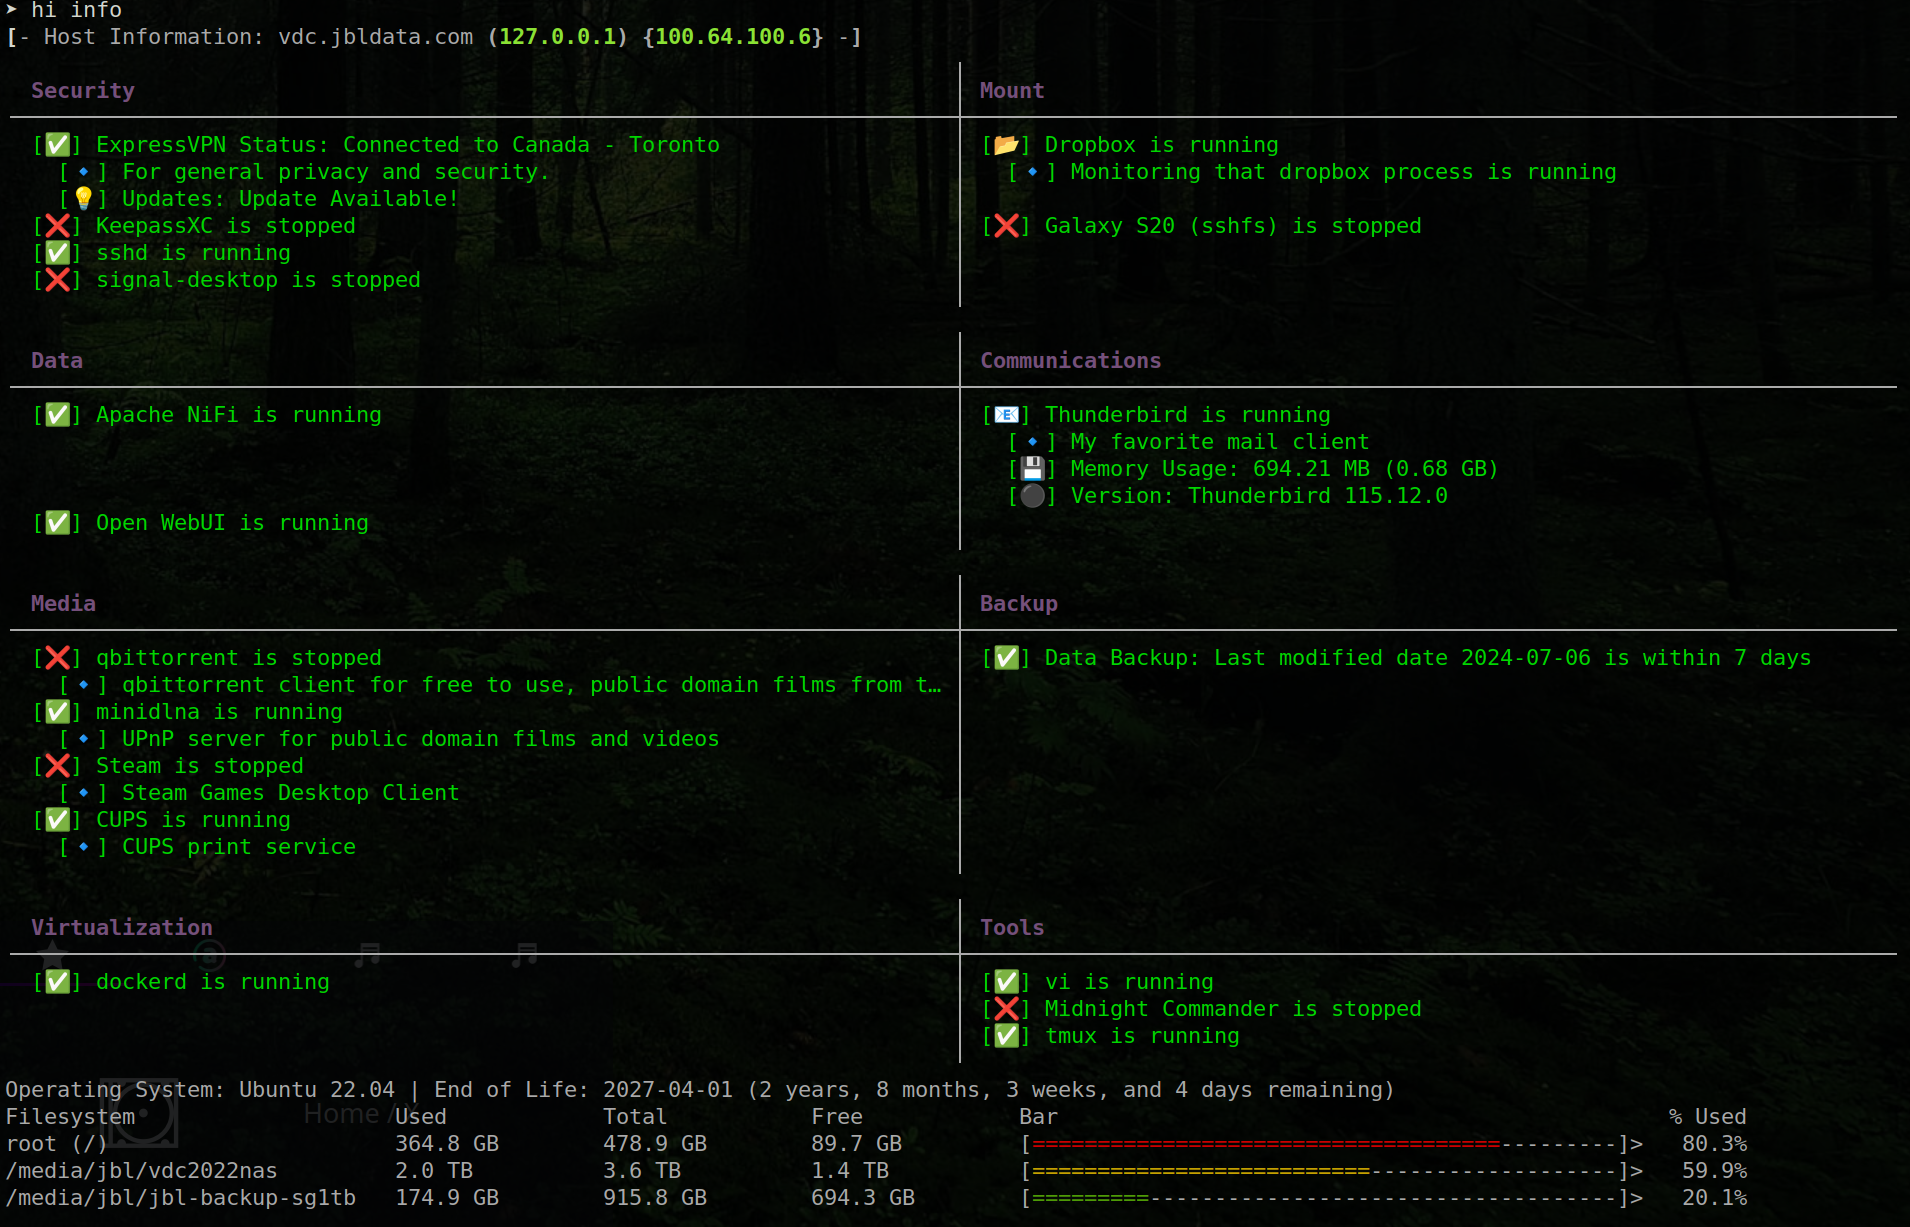 ➤ hi info
[- Host Information: vdc.jbldata.com (127.0.0.1) {100.64.100.6} -]
Security
[✅] ExpressVPN Status: Connected to Canada - Toronto
[🔹] For general privacy and security.
[💡] Updates: Update Available!
[❌] KeepassXC is stopped
[✅] sshd is running
[❌] signal-desktop is stopped
Mount
[📂] Dropbox is running
[🔹] Monitoring that dropbox process is running
[❌] Galaxy S20 (sshfs) is stopped
Data
[✅] Apache NiFi is running
[✅] Open WebUI is running
Communications
[📧] Thunderbird is running
[🔹] My favorite mail client
[💾] Memory Usage: 694.21 MB (0.68 GB)
[⚫] Version: Thunderbird 115.12.0
Media
[❌] qbittorrent is stopped
[🔹] qbittorrent client for free to use, public domain films from t…
[✅] minidlna is running
[🔹] UPnP server for public domain films and videos
[❌] Steam is stopped
[🔹] Steam Games Desktop Client
[✅] CUPS is running
[🔹] CUPS print service
Backup
[✅] Data Backup: Last modified date 2024-07-06 is within 7 days
Virtualization
[✅] dockerd is running
Tools
[✅] vi is running
[❌] Midnight Commander is stopped
[✅] tmux is running
Operating System: Ubuntu 22.04 | End of Life: 2027-04-01 (2 years, 8 months, 3 weeks, and 4 days remaining)
Filesystem Used Total Free Bar % Used
root (/) 364.8 GB 478.9 GB 89.7 GB [====================================---------]> 80.3%
/media/jbl/vdc2022nas 2.0 TB 3.6 TB 1.4 TB [==========================-------------------]> 59.9%
/media/jbl/jbl-backup-sg1tb 174.9 GB 915.8 GB 694.3 GB [=========------------------------------------]> 20.1%
Home /